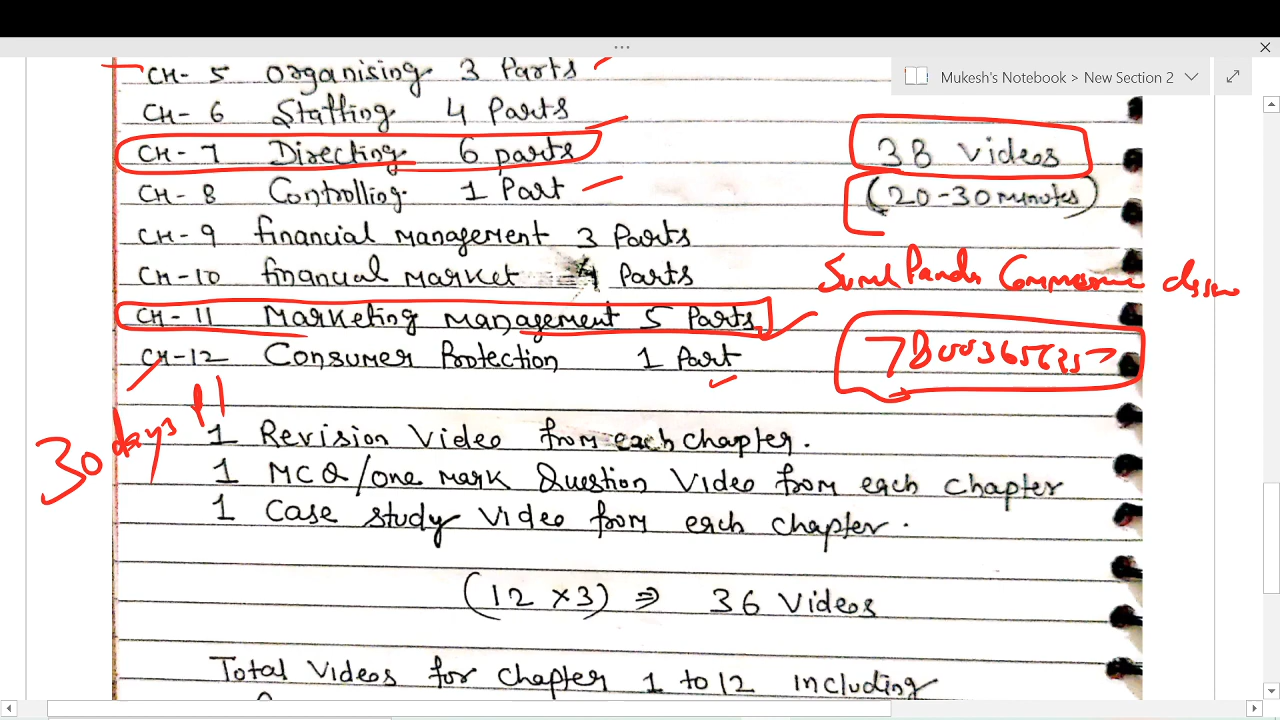 ...
Mukesh's Notebook > New Section 2
CH- 5 Organising 3 Parts
CH- 6 Staffing 4 Parts
CH- 7 Directing 6 parts
38 Videos
CH- 8 Controlling 1 Part
(20-30 minutes)
CH- 9 financial management 3 Parts
CH-10 financial market 4 Parts
CH- 11 Marketing management 5 Parts
CH-12 Consumer Protection 1 Part
30 days
1 Revision Video from each chapter.
1 MCQ/one mark Question Video from each chapter
1 Case study Video from each chapter.
(12 x3) ⇒ 36 Videos
Total Videos for chapter 1 to 12 including